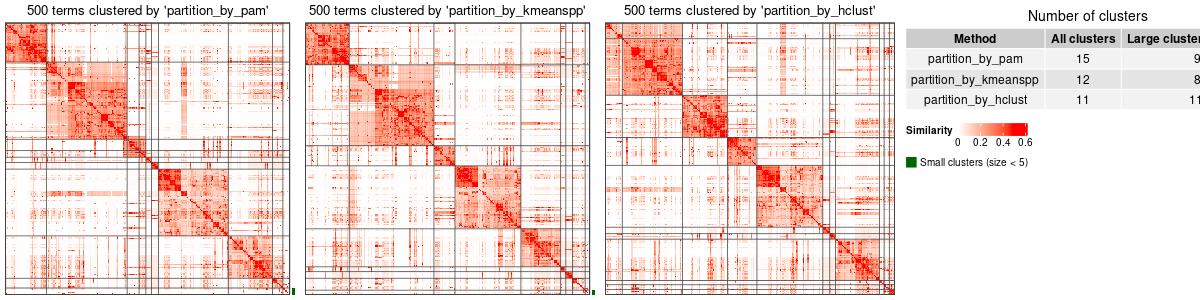 500 terms clustered by 'partition_by_pam'
500 terms clustered by 'partition_by_kmeanspp'
500 terms clustered by 'partition_by_hclust'
Number of clusters
Method All clusters Large cluster
partition_by_pam 15 9
partition_by_kmeanspp 12 8
partition_by_hclust 11 11
Similarity
0 0.2 0.4 0.6
Small clusters (size < 5)